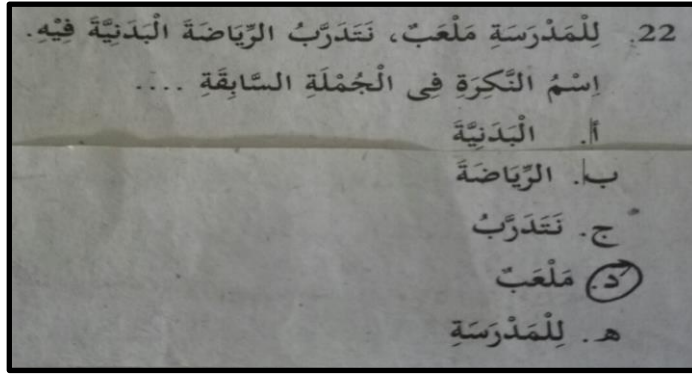 22. لِلْمَدْرَسَةِ مَلْعَبٌ، نَتَدَرَّبُ الرِّيَاضَةَ الْبَدَنِيَّةَ فِيْهِ.
اِسْمُ النَّكِرَةِ فِى الْجُمْلَةِ السَّابِقَةِ ....
أ. الْبَدَنِيَّةَ
ب. الرِّيَاضَةَ
ج. نَتَدَرَّبُ
د. مَلْعَبٌ
هـ. لِلْمَدْرَسَةِ